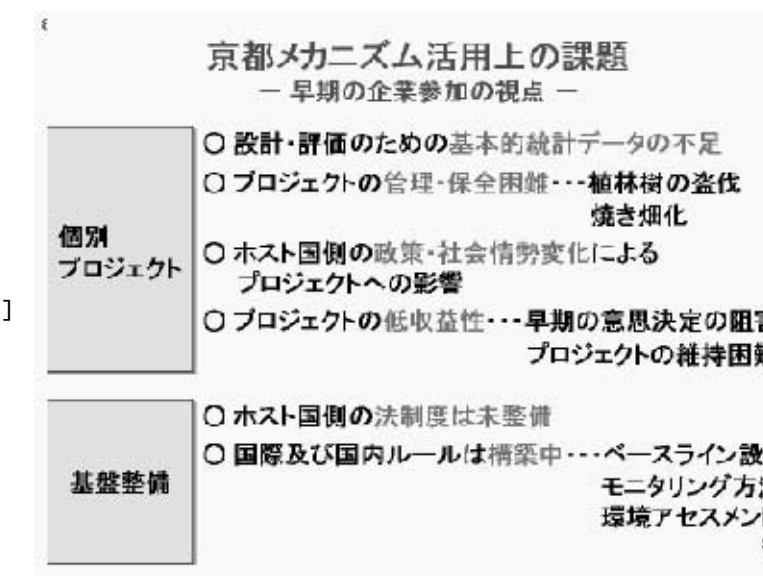 京都メカニズム活用上の課題
― 早期の企業参加の視点 ―
○ 設計・評価のための基本的統計データの不足
○ プロジェクトの管理・保全困難・・・植林樹の盗伐
焼き畑化
個別
プロジェクト
○ ホスト国側の政策・社会情勢変化による
プロジェクトへの影響
○ プロジェクトの低収益性・・・早期の意思決定の阻害
プロジェクトの維持困難
]
○ ホスト国側の法制度は未整備
○ 国際及び国内ルールは構築中・・・ベースライン設
モニタリング方法
環境アセスメン
基盤整備